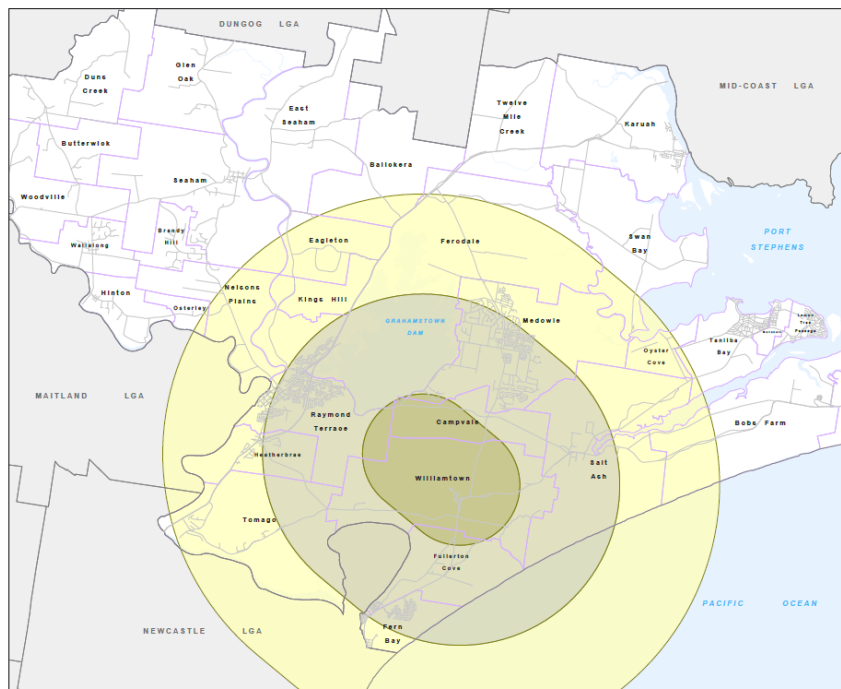 DUNGOG LGA
Glen
Oak
Duns
Creek
MID-COAST LGA
East
Seaham
Twelve
Mile
Creek
Karuah
Butterwick
Balickera
Seaham
Woodville
PORT
STEPHENS
Brandy
Hill
Wallalong
Eagleton
Ferodale
Swan
Bay
Nelsons
Plains
Hinton
Osterley
Kings Hill
GRAHAMSTOWN
DAM
Medowie
Lemon
Tree
Passage
Tanilba
Bay
Oyster
Cove
MAITLAND LGA
Raymond
Terrace
Campvale
Bobs Farm
Heatherbrae
Salt
Ash
Williamtown
Tomago
Fullerton
Cove
PACIFIC OCEAN
NEWCASTLE LGA
Fern
Bay